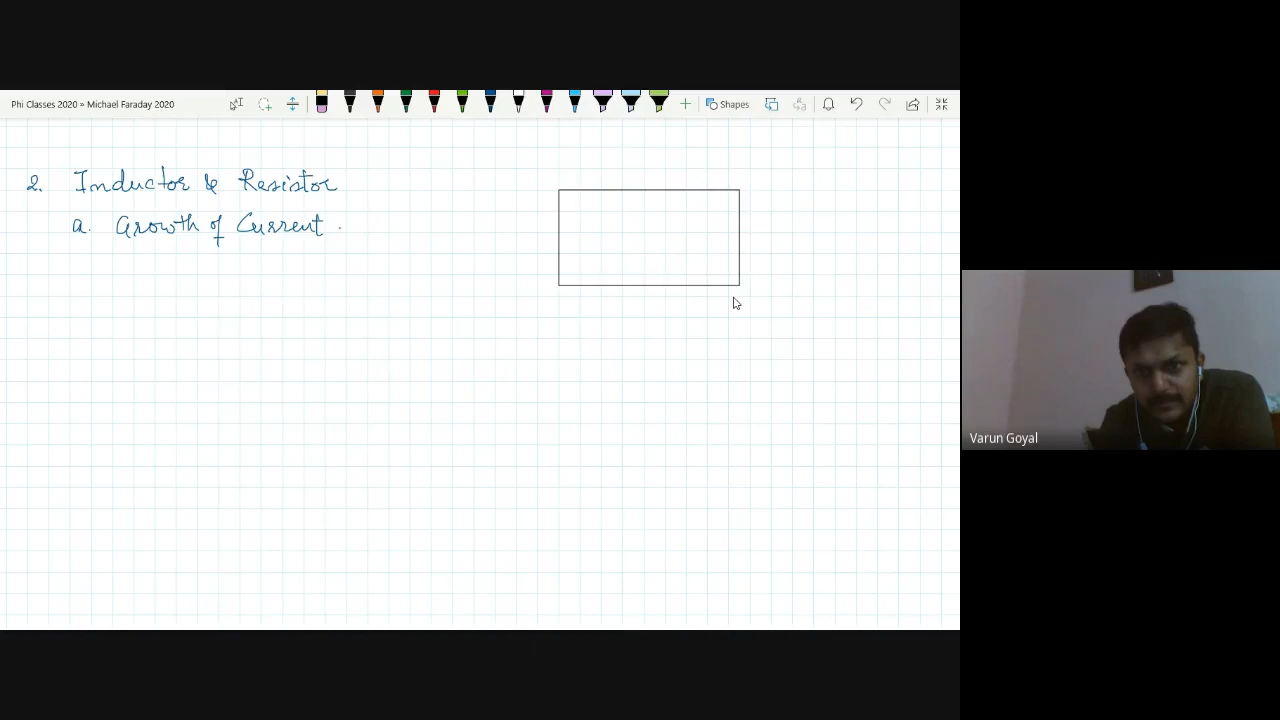 Phi Classes 2020 » Michael Faraday 2020
Shapes
2. Inductor & Resistor
a. Growth of Current.
Varun Goyal